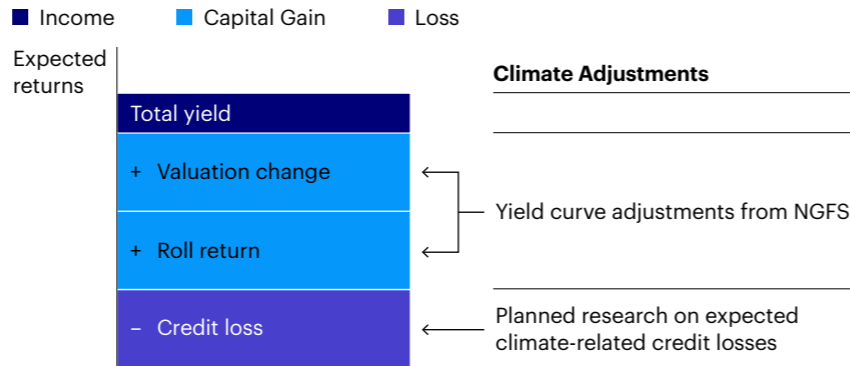 Income
Capital Gain
Loss
Expected
returns
Climate Adjustments
Total yield
+ Valuation change
Yield curve adjustments from NGFS
+ Roll return
– Credit loss
Planned research on expected
climate-related credit losses